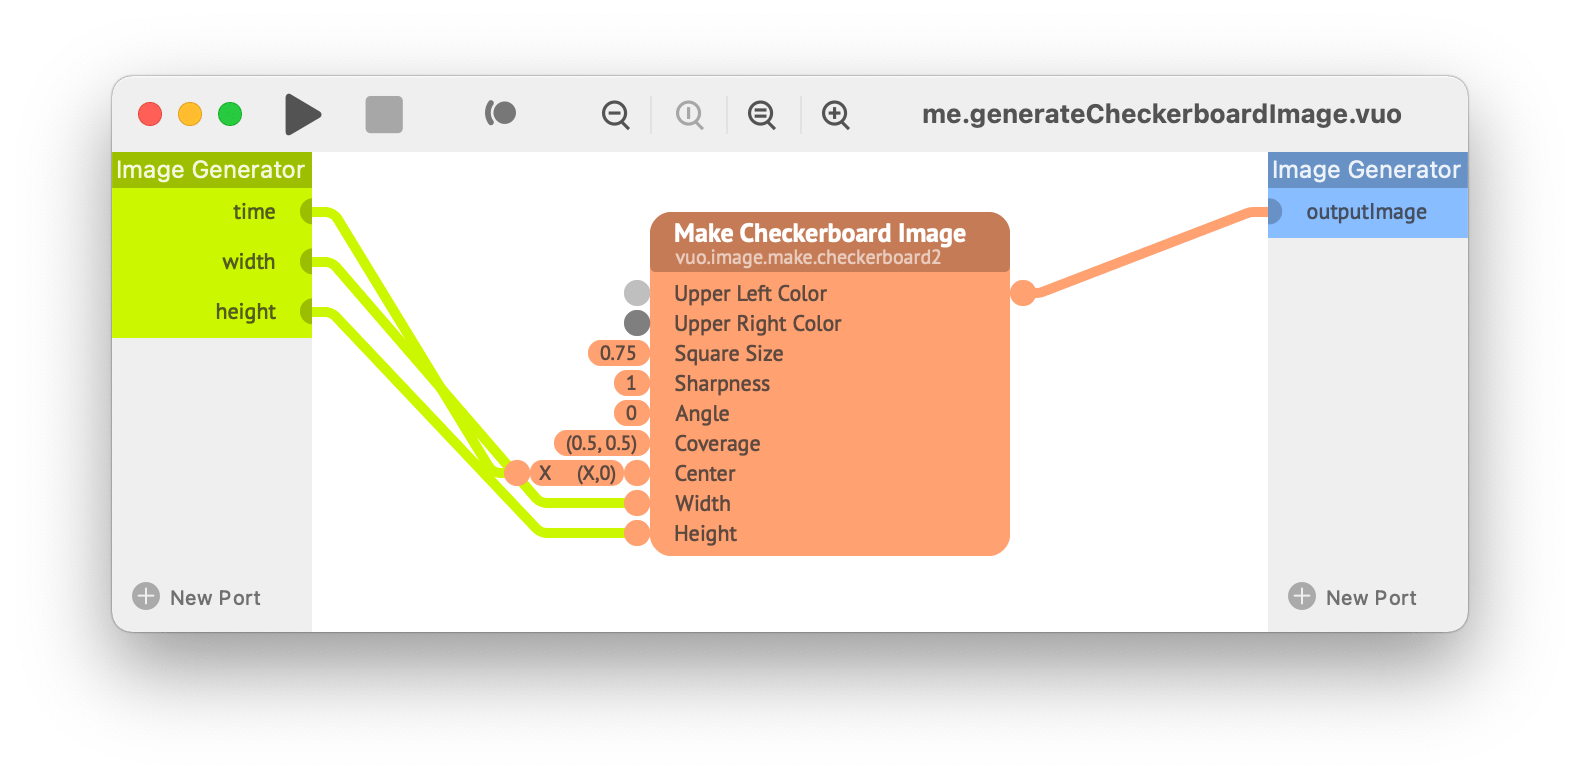 me.generateCheckerboardImage.vuo
Image Generator
time
width
height
New Port
Make Checkerboard Image
vuo.image.make.checkerboard2
Upper Left Color
Upper Right Color
0.75 Square Size
1 Sharpness
0 Angle
(0.5, 0.5) Coverage
X (X,0) Center
Width
Height
Image Generator
outputImage
New Port